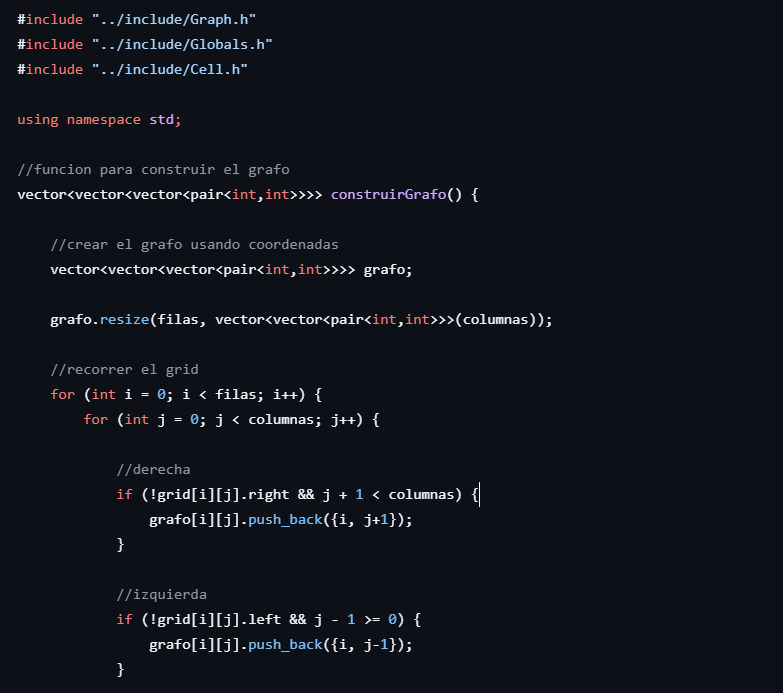 #include "../include/Graph.h"
#include "../include/Globals.h"
#include "../include/Cell.h"
using namespace std;
//funcion para construir el grafo
vector<vector<vector<pair<int,int>>>> construirGrafo() {
//crear el grafo usando coordenadas
vector<vector<vector<pair<int,int>>>> grafo;
grafo.resize(filas, vector<vector<pair<int,int>>>(columnas));
//recorrer el grid
for (int i = 0; i < filas; i++) {
for (int j = 0; j < columnas; j++) {
//derecha
if (!grid[i][j].right && j + 1 < columnas) {
grafo[i][j].push_back({i, j+1});
}
//izquierda
if (!grid[i][j].left && j - 1 >= 0) {
grafo[i][j].push_back({i, j-1});
}